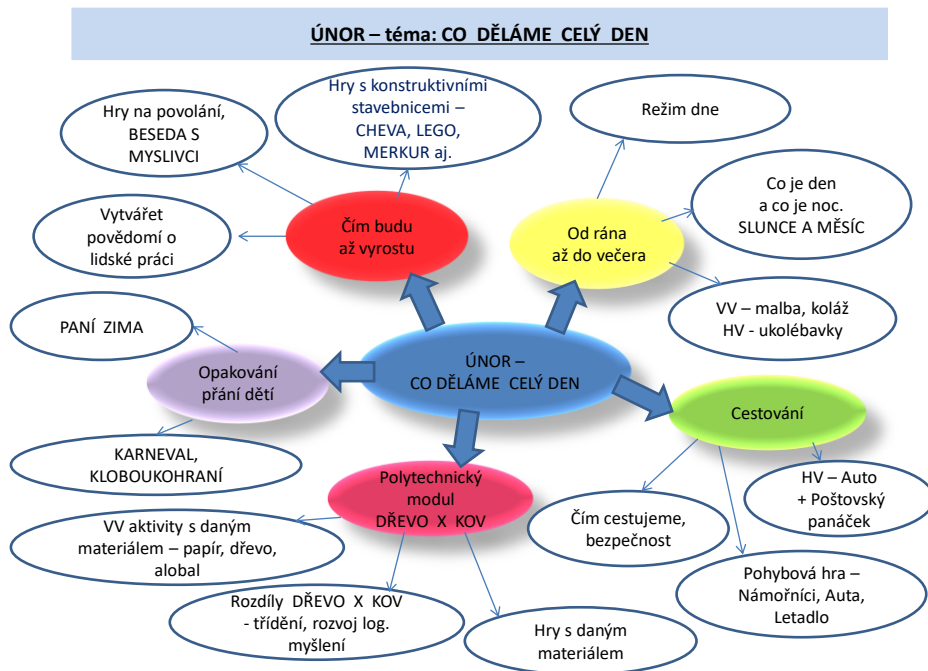 ÚNOR – téma: CO DĚLÁME CELÝ DEN
Hry na povolání,
BESEDA S
MYSLIVCI
Hry s konstruktivními
stavebnicemi –
CHEVA, LEGO,
MERKUR aj.
Režim dne
Vytvářet
povědomí o
lidské práci
Čím budu
až vyrostu
Od rána
až do večera
Co je den
a co je noc.
SLUNCE A MĚSÍC
VV – malba, koláž
HV - ukolébavky
PANÍ ZIMA
Opakování
přání dětí
ÚNOR –
CO DĚLÁME CELÝ DEN
Cestování
KARNEVAL,
KLOBOUKOHRANÍ
Polytechnický
modul
DŘEVO X KOV
HV – Auto
+ Poštovský
panáček
VV aktivity s daným
materiálem – papír, dřevo,
alobal
Čím cestujeme,
bezpečnost
Rozdíly DŘEVO X KOV
- třídění, rozvoj log.
myšlení
Hry s daným
materiálem
Pohybová hra –
Námořníci, Auta,
Letadlo